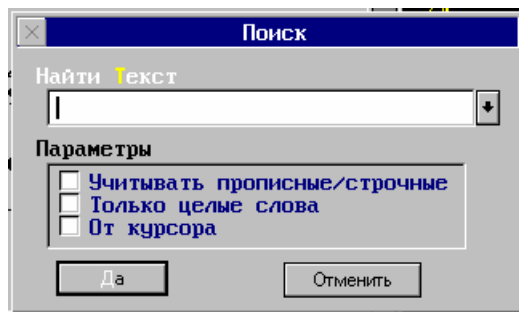 Поиск
Найти Текст
Параметры
Учитывать прописные/строчные
Только целые слова
От курсора
Да
Отменить